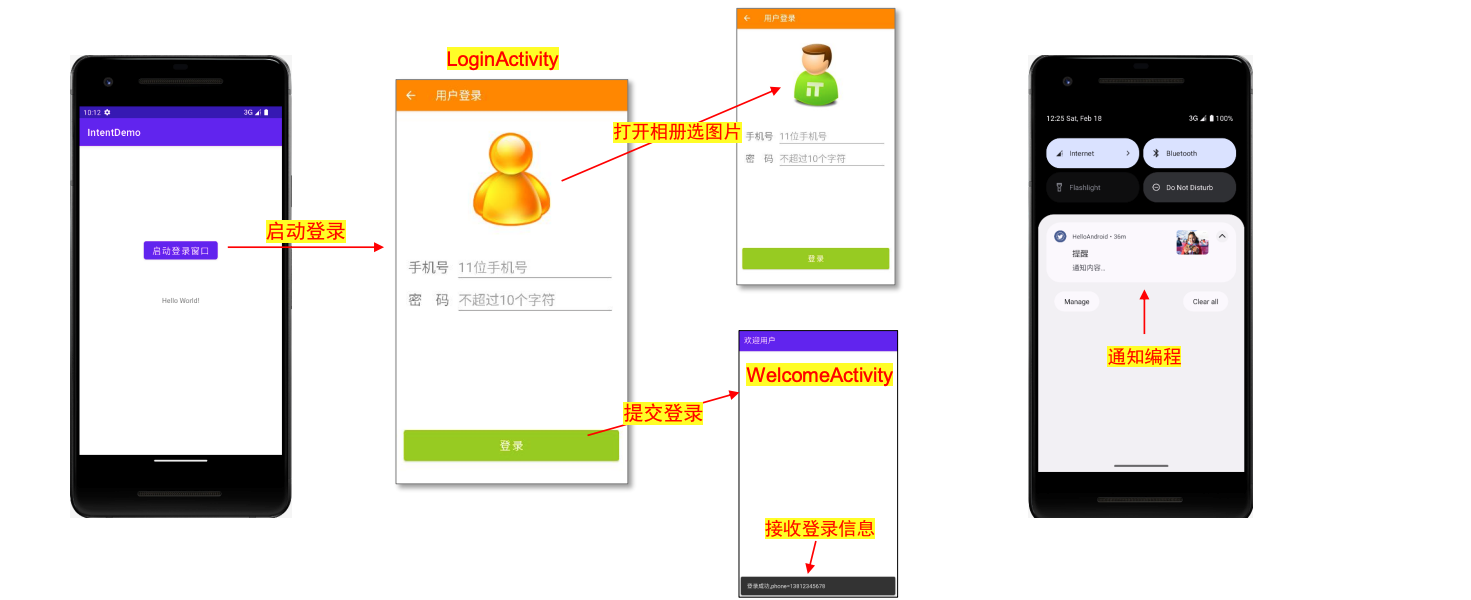 10:12
3G
IntentDemo
启动登录窗口
Hello World!
启动登录
LoginActivity
用户登录
手机号 11位手机号
密 码 不超过10个字符
登录
打开相册选图片
用户登录
iT
手机号 11位手机号
密 码 不超过10个字符
登录
提交登录
欢迎用户
WelcomeActivity
接收登录信息
登录成功,phone=13812345678
12:25 Sat, Feb 18
3G 100%
Internet
Bluetooth
Flashlight
Do Not Disturb
HelloAndroid • 36m
提醒
通知内容...
Manage
Clear all
通知编程